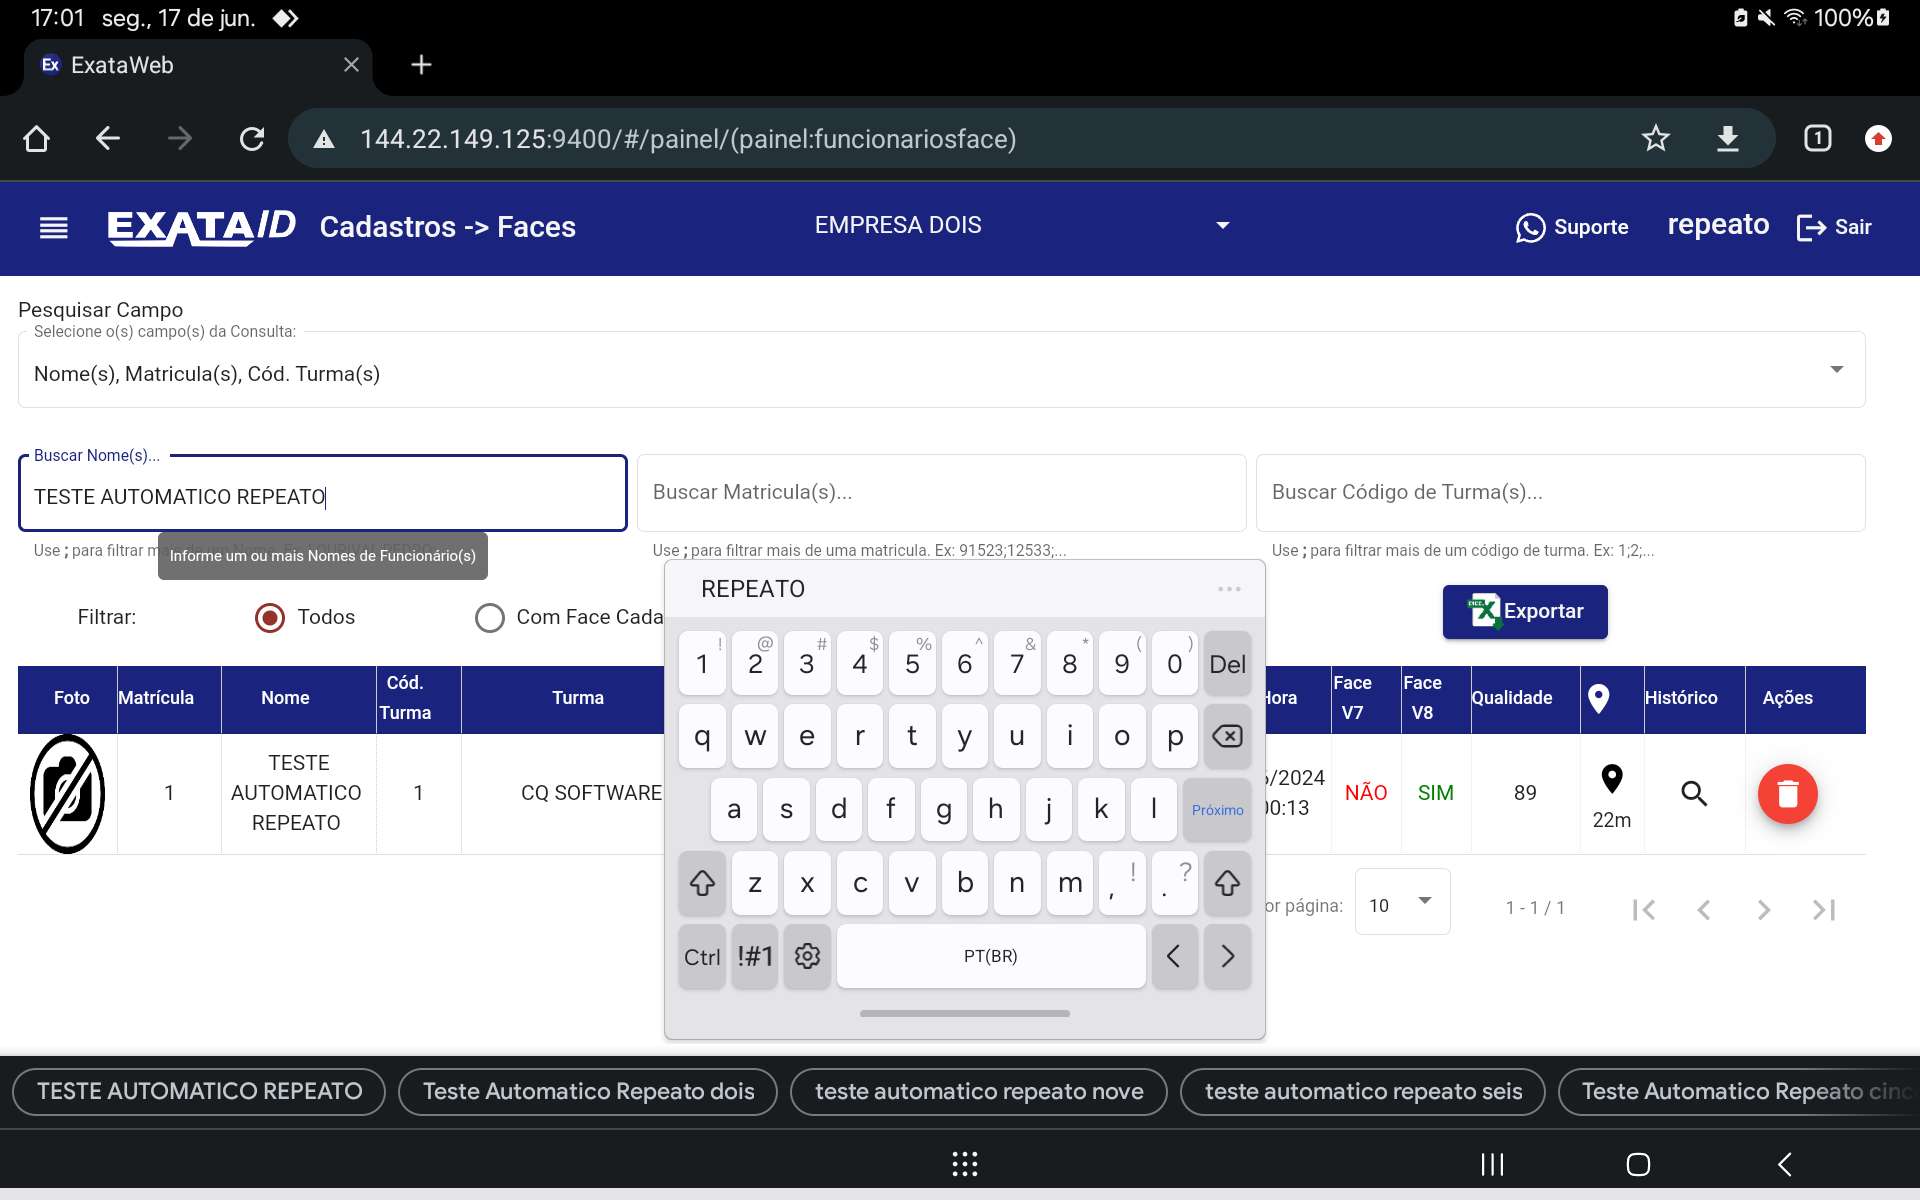 17:01 seg., 17 de jun. 100%
Ex ExataWeb
144.22.149.125:9400/#/painel/(painel:funcionariosface) 1
EXATA/ID Cadastros -> Faces EMPRESA DOIS Suporte repeato Sair
Pesquisar Campo
Selecione o(s) campo(s) da Consulta:
Nome(s), Matricula(s), Cód. Turma(s)
Buscar Nome(s)...
TESTE AUTOMATICO REPEATO Buscar Matricula(s)... Buscar Código de Turma(s)...
Use ; para filtrar m Use ; para filtrar mais de uma matricula. Ex: 91523;12533;... Use ; para filtrar mais de um código de turma. Ex: 1;2;...
Informe um ou mais Nomes de Funcionário(s)
REPEATO ...
Filtrar: Todos Com Face Cada Exportar
! @ # $ % ^ & * ( )
1 2 3 4 5 6 7 8 9 0 Del
Foto Matrícula Nome Cód. Turma Turma Hora Face V7 Face V8 Qualidade Histórico Ações
q w e r t y u i o p
TESTE AUTOMATICO REPEATO
1 1 CQ SOFTWARE /2024 00:13 NÃO SIM 89 22m
a s d f g h j k l Próximo
z x c v b n m , ! . ?
or página: 10 1 - 1 / 1
Ctrl !#1 PT(BR) < >
TESTE AUTOMATICO REPEATO Teste Automatico Repeato dois teste automatico repeato nove teste automatico repeato seis Teste Automatico Repeato cinc